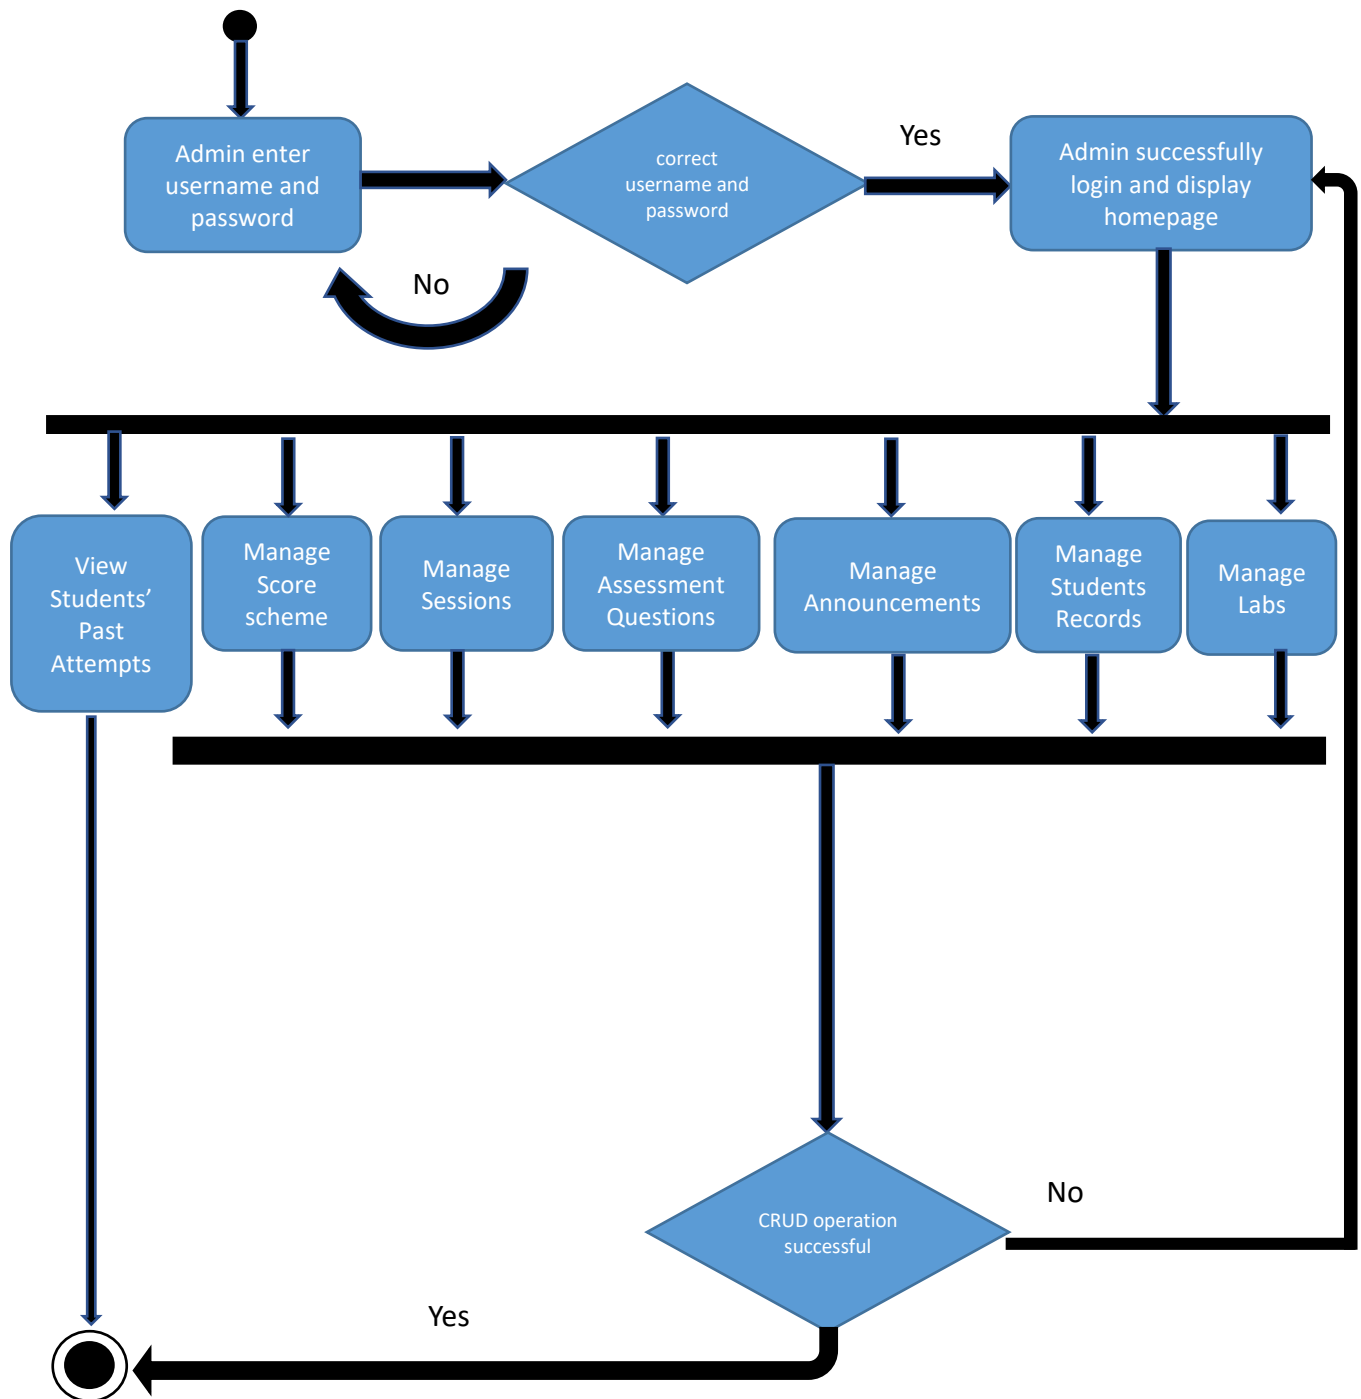 Admin enter
username and
password
correct
username and
password
Yes
Admin successfully
login and display
homepage
No
View
Students’
Past
Attempts
Manage
Score
scheme
Manage
Sessions
Manage
Assessment
Questions
Manage
Announcements
Manage
Students
Records
Manage
Labs
CRUD operation
successful
No
Yes